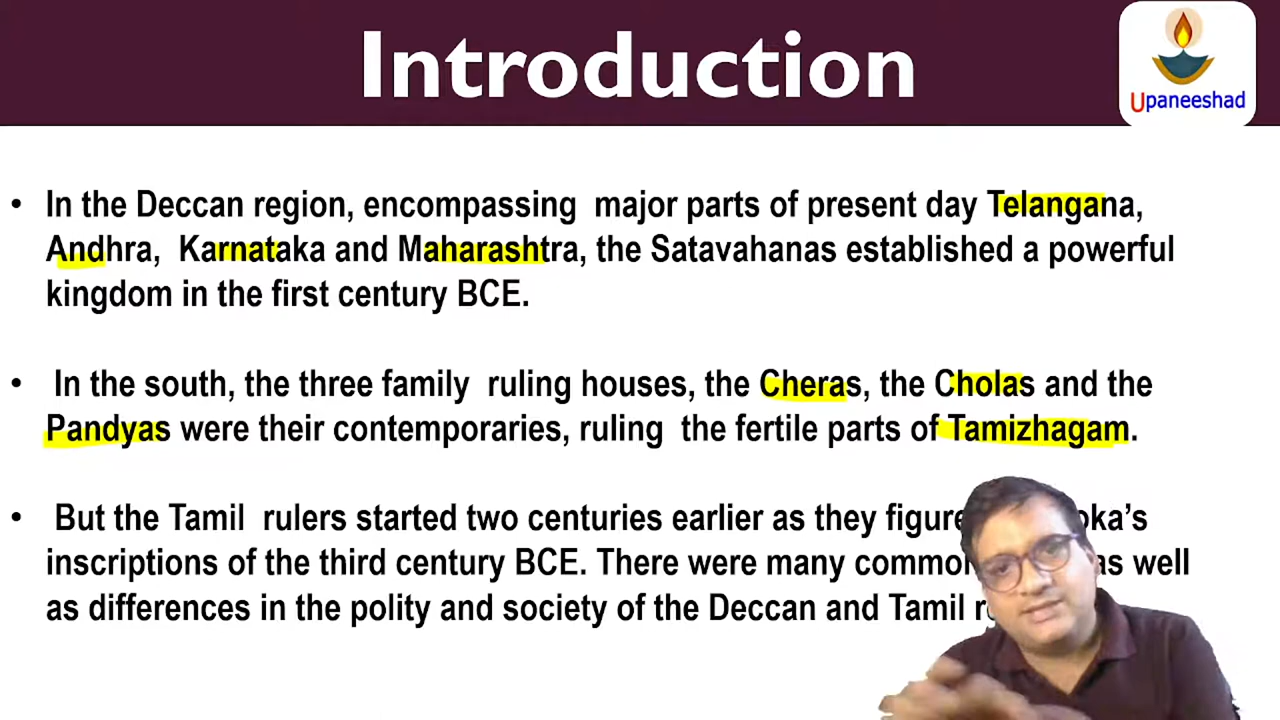 Introduction
Upaneeshad
• In the Deccan region, encompassing major parts of present day Telangana,
Andhra, Karnataka and Maharashtra, the Satavahanas established a powerful
kingdom in the first century BCE.
• In the south, the three family ruling houses, the Cheras, the Cholas and the
Pandyas were their contemporaries, ruling the fertile parts of Tamizhagam.
• But the Tamil rulers started two centuries earlier as they
inscriptions of the third century BCE. There were many as well
as differences in the polity and society of the Deccan and Tamil